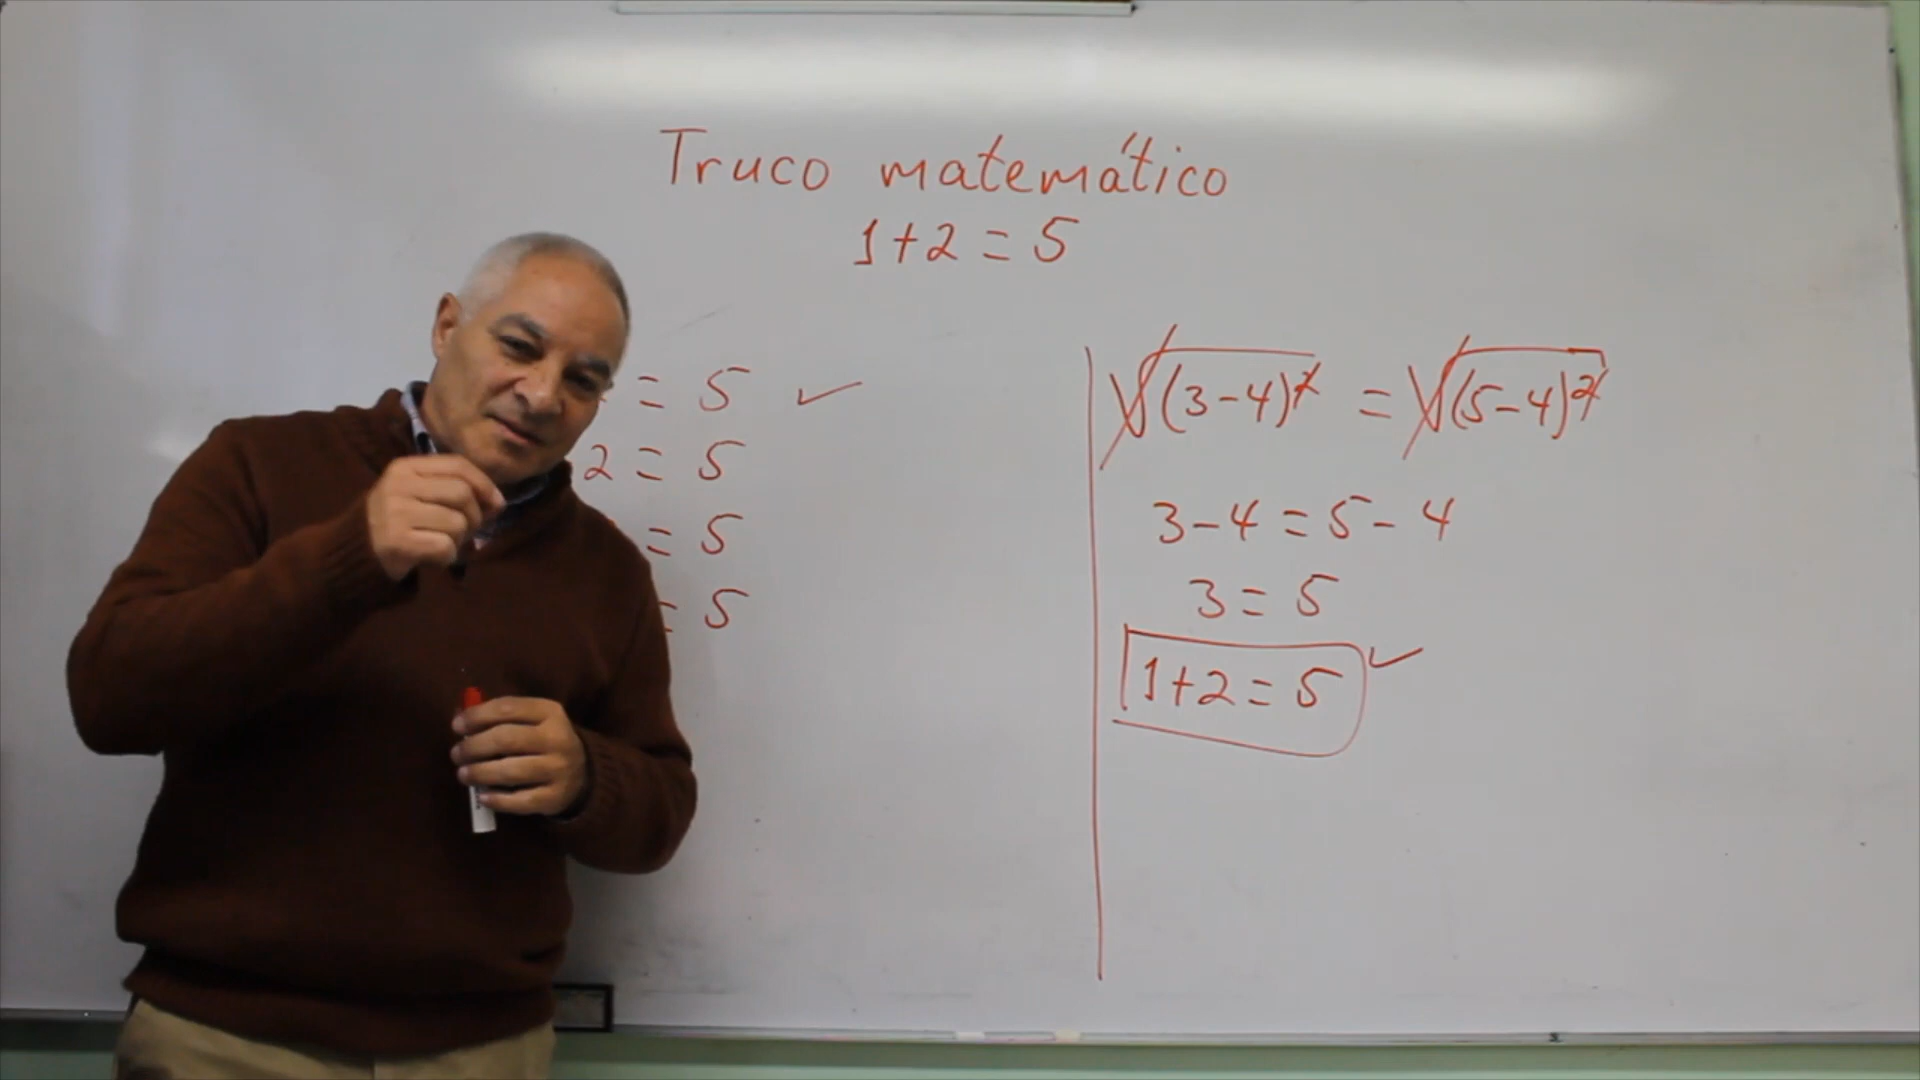 Truco matemático
1+2 = 5
= 5 ✓
2 = 5
= 5
= 5
√(3-4)² = √(5-4)²
3-4 = 5-4
3 = 5
1+2 = 5 ✓